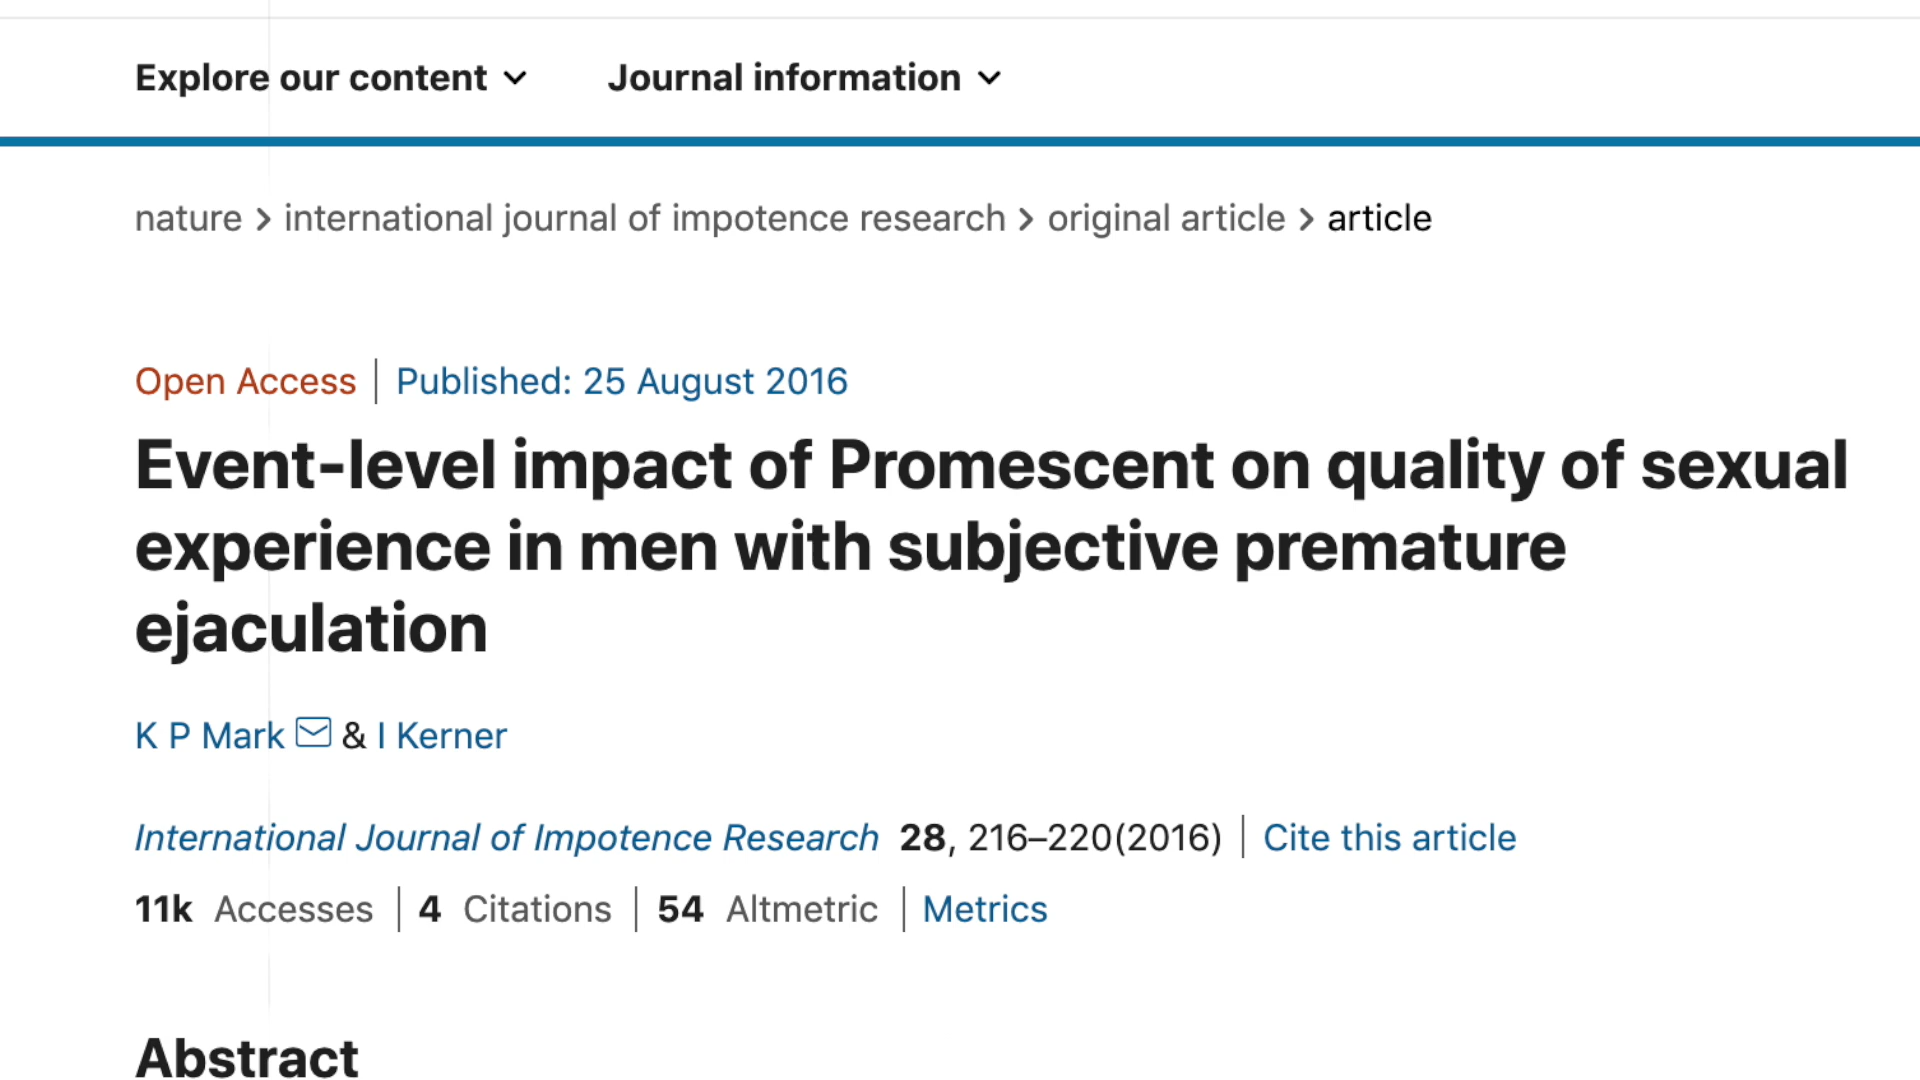 Explore our content Journal information
nature > international journal of impotence research > original article > article
Open Access | Published: 25 August 2016
Event-level impact of Promescent on quality of sexual
experience in men with subjective premature
ejaculation
K P Mark & I Kerner
International Journal of Impotence Research 28, 216–220(2016) | Cite this article
11k Accesses | 4 Citations | 54 Altmetric | Metrics
Abstract